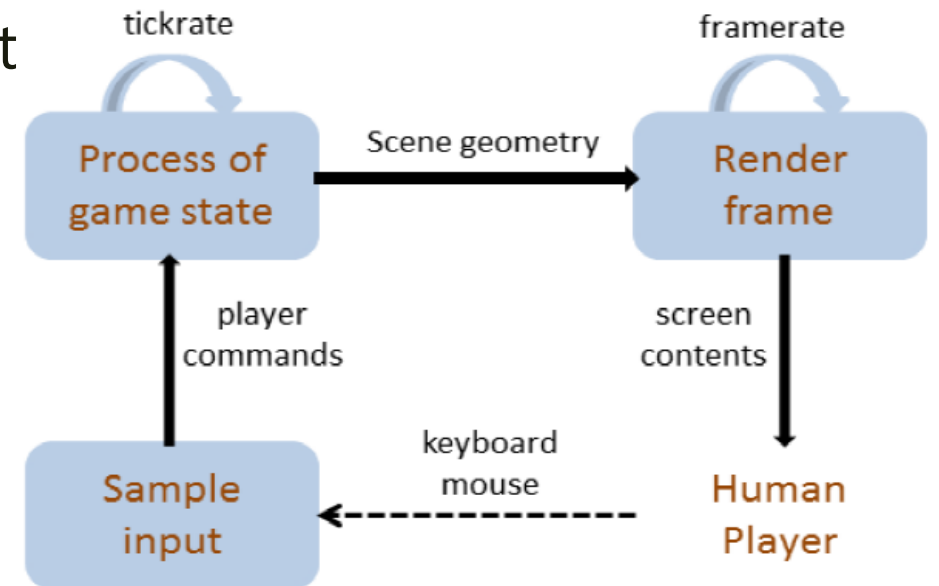 t
tickrate
framerate
Process of
game state
Scene geometry
Render
frame
player
commands
screen
contents
Sample
input
keyboard
mouse
Human
Player